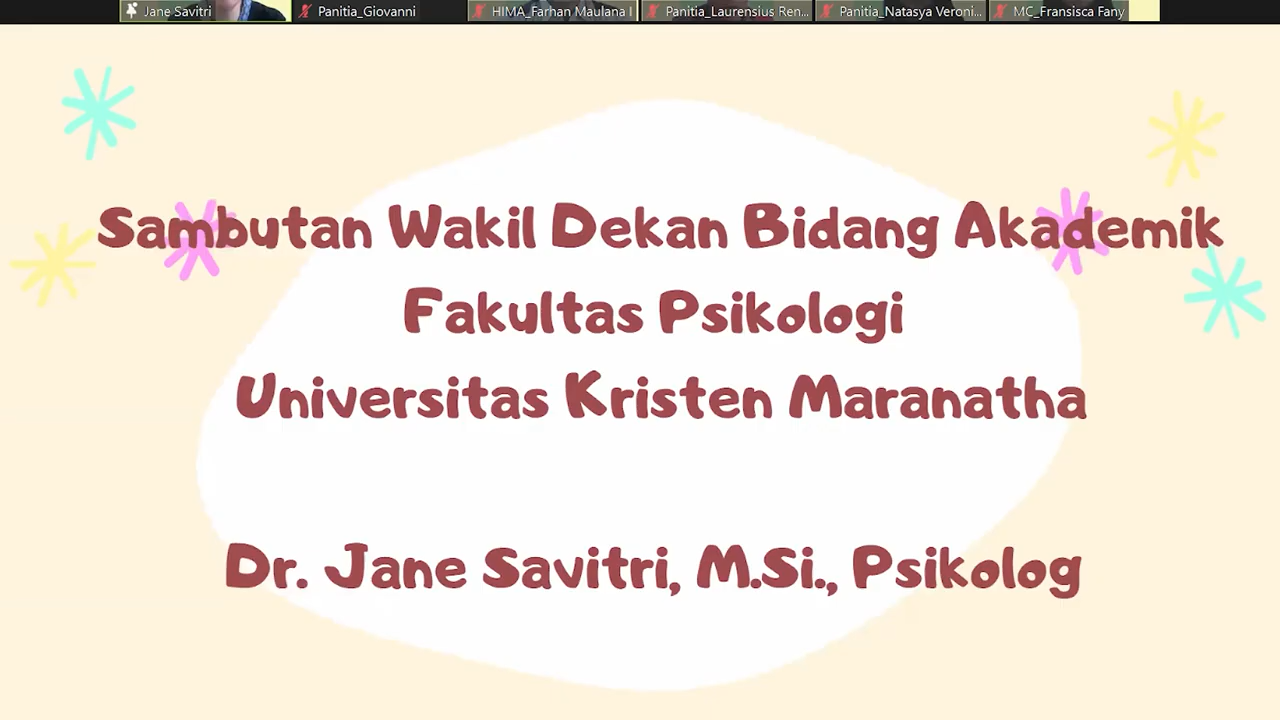 Jane Savitri
Panitia_Giovanni
HIMA_Farhan Maulana I
Panitia_Laurensius Ren...
Panitia_Natasya Veroni...
MC_Fransisca Fany
Sambutan Wakil Dekan Bidang Akademik
Fakultas Psikologi
Universitas Kristen Maranatha
Dr. Jane Savitri, M.Si., Psikolog